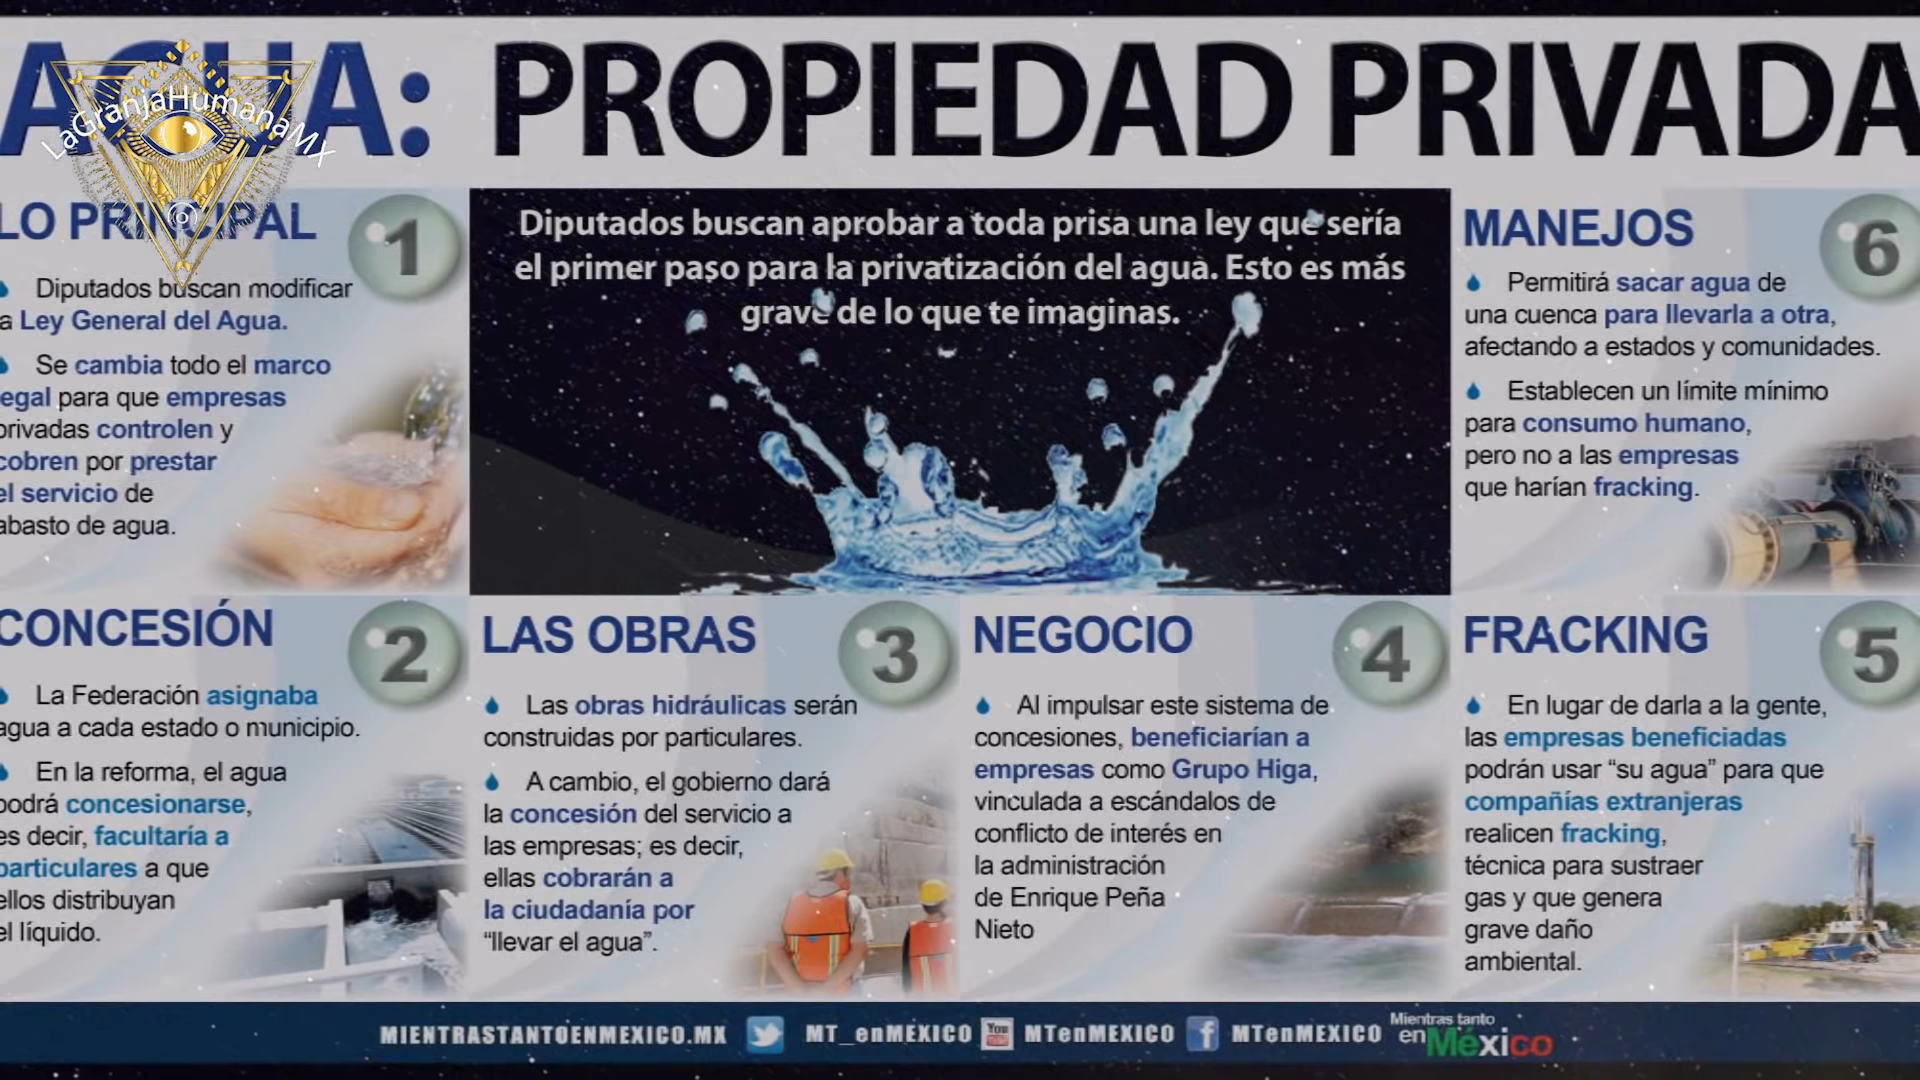 AGUA: PROPIEDAD PRIVADA
LaGranjaHumanaMX
LO PRINCIPAL
1
Diputados buscan modificar
a Ley General del Agua.
Se cambia todo el marco
legal para que empresas
privadas controlen y
cobren por prestar
el servicio de
abasto de agua.
Diputados buscan aprobar a toda prisa una ley que sería
el primer paso para la privatización del agua. Esto es más
grave de lo que te imaginas.
MANEJOS
6
Permitirá sacar agua de
una cuenca para llevarla a otra,
afectando a estados y comunidades.
Establecen un límite mínimo
para consumo humano,
pero no a las empresas
que harían fracking.
CONCESIÓN
2
La Federación asignaba
agua a cada estado o municipio.
En la reforma, el agua
podrá concesionarse,
es decir, facultaría a
particulares a que
ellos distribuyan
el líquido.
LAS OBRAS
3
Las obras hidráulicas serán
construidas por particulares.
A cambio, el gobierno dará
la concesión del servicio a
las empresas; es decir,
ellas cobrarán a
la ciudadanía por
“llevar el agua”.
NEGOCIO
4
Al impulsar este sistema de
concesiones, beneficiarían a
empresas como Grupo Higa,
vinculada a escándalos de
conflicto de interés en
la administración
de Enrique Peña
Nieto
FRACKING
5
En lugar de darla a la gente,
las empresas beneficiadas
podrán usar “su agua” para que
compañías extranjeras
realicen fracking,
técnica para sustraer
gas y que genera
grave daño
ambiental.
MIENTRASTANTOENMEXICO.MX MT_enMEXICO You Tube MTenMEXICO f MTenMEXICO
Mientras tanto
en México